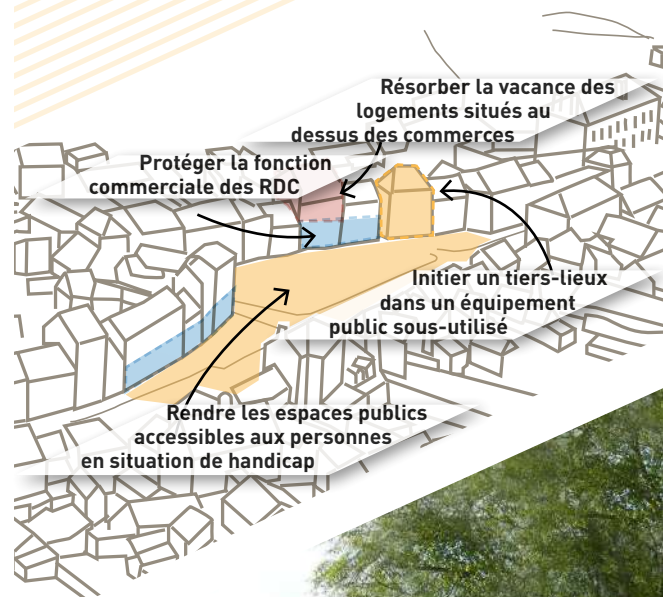 Résorber la vacance des
logements situés au
dessus des commerces
Protéger la fonction
commerciale des RDC
Initier un tiers-lieux
dans un équipement
public sous-utilisé
Rendre les espaces publics
accessibles aux personnes
en situation de handicap